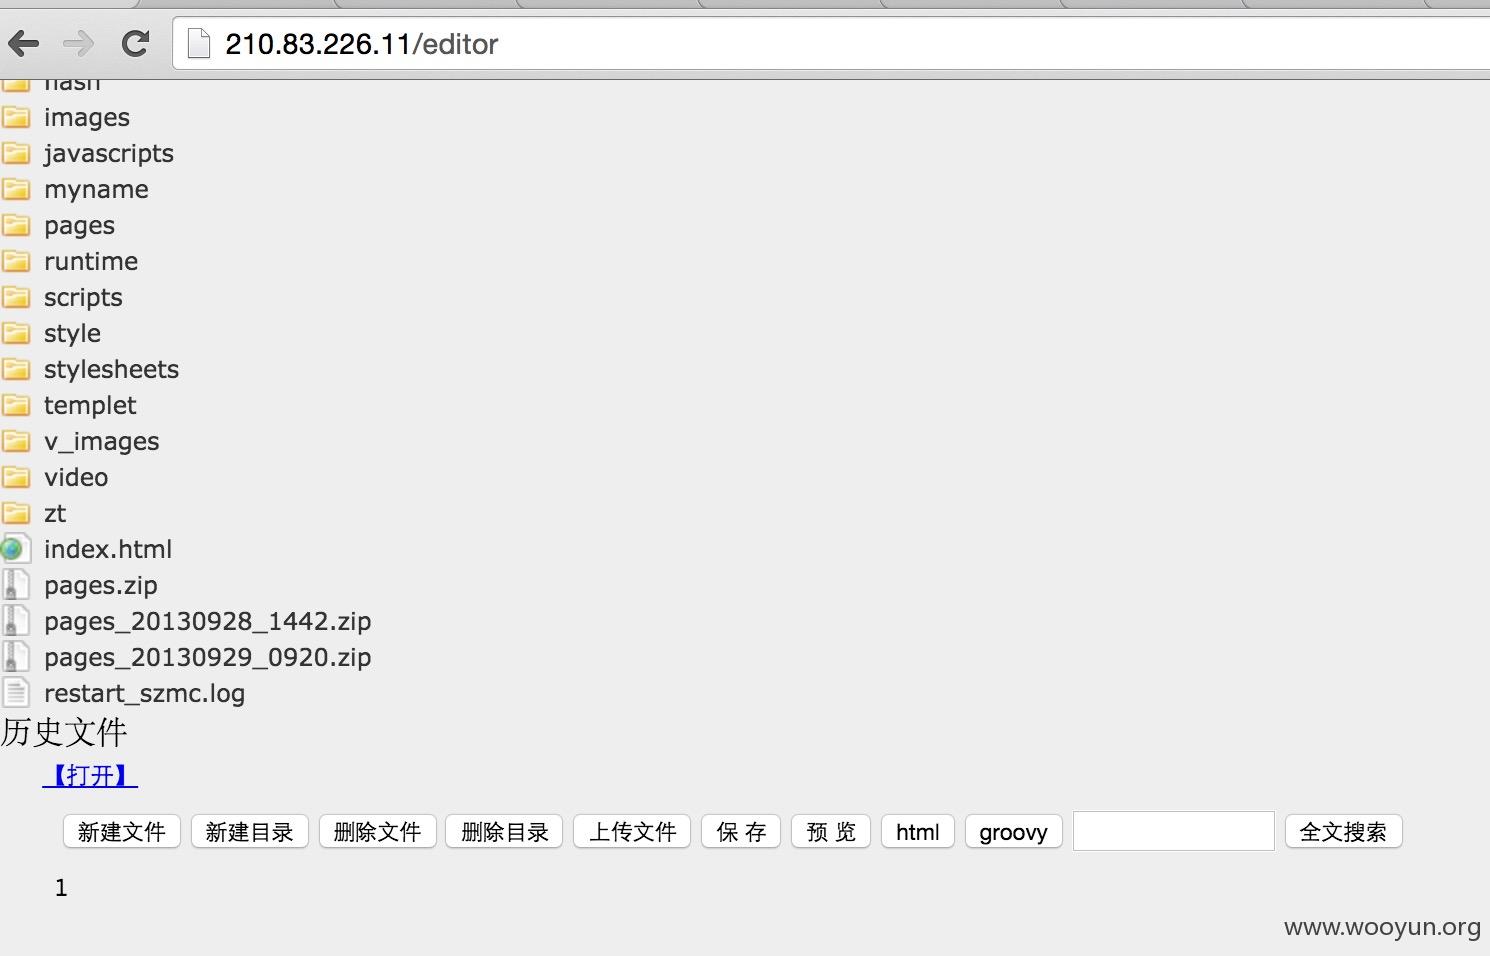 210.83.226.11/editor
hash
images
javascripts
myname
pages
runtime
scripts
style
stylesheets
templet
v_images
video
zt
index.html
pages.zip
pages_20130928_1442.zip
pages_20130929_0920.zip
restart_szmc.log
历史文件
【打开】
新建文件 新建目录 删除文件 删除目录 上传文件 保 存 预 览 html groovy 全文搜索
1
www.wooyun.org